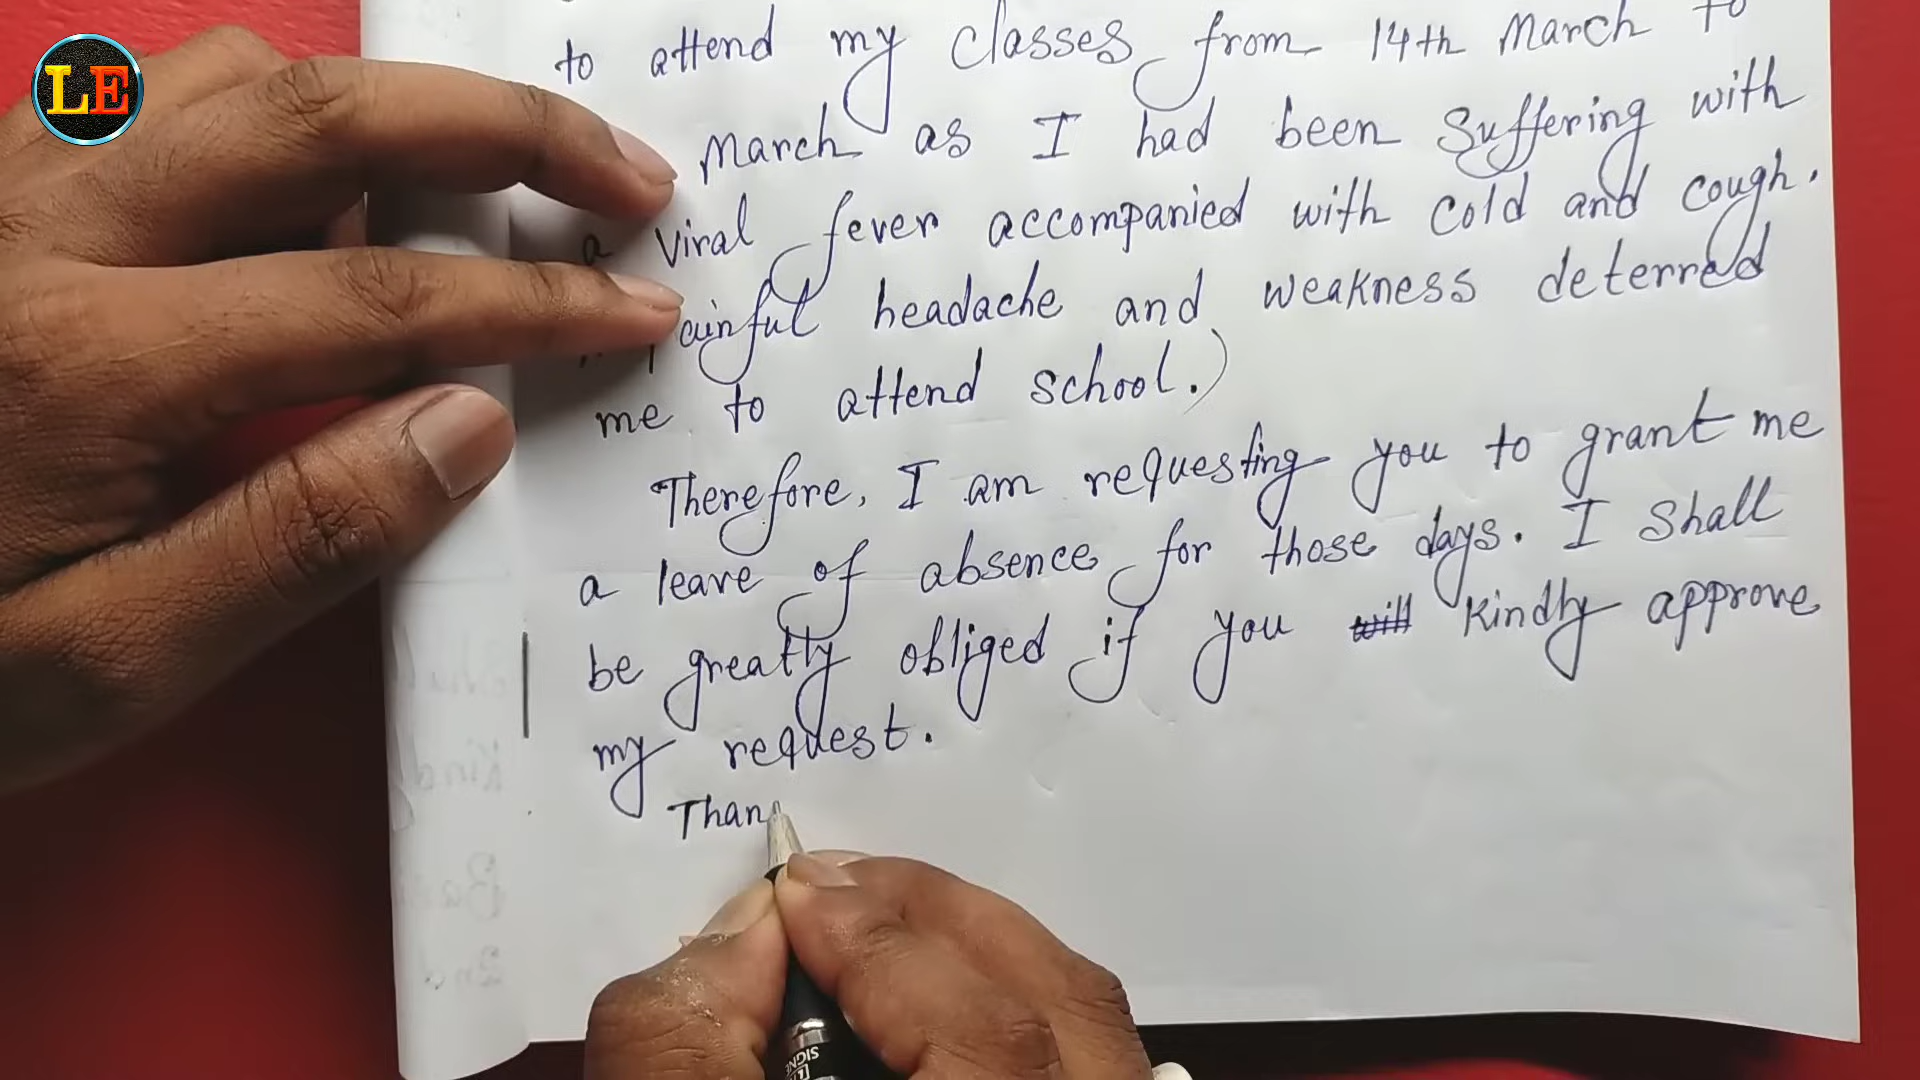 LE
to attend my classes from 14th March to
March as I had been suffering with
a viral fever accompanied with cold and cough.
painful headache and weakness deterred
me to attend school.)
Therefore, I am requesting you to grant me
a leave of absence for those days. I shall
be greatly obliged if you will kindly approve
my request.
Than